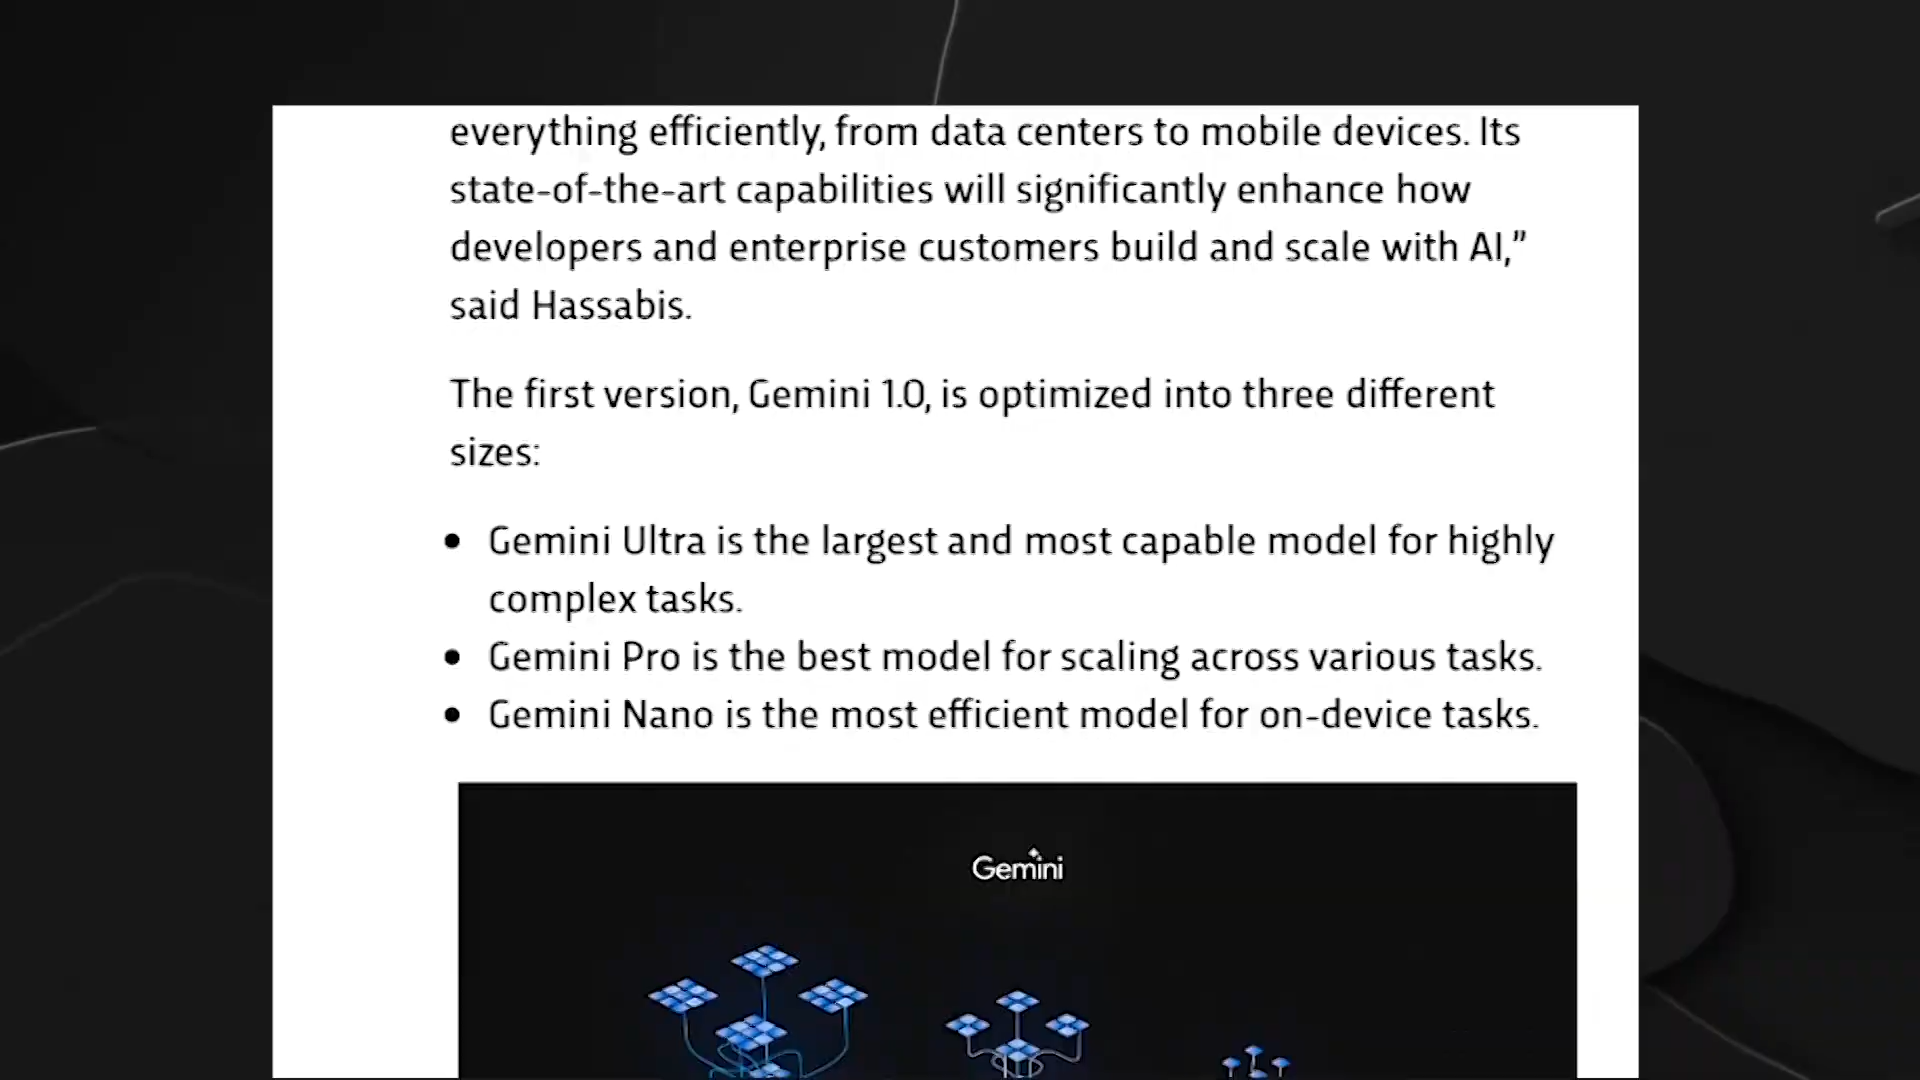 everything efficiently, from data centers to mobile devices. Its
state-of-the-art capabilities will significantly enhance how
developers and enterprise customers build and scale with AI,”
said Hassabis.
The first version, Gemini 1.0, is optimized into three different
sizes:
• Gemini Ultra is the largest and most capable model for highly
complex tasks.
• Gemini Pro is the best model for scaling across various tasks.
• Gemini Nano is the most efficient model for on-device tasks.
Gemini